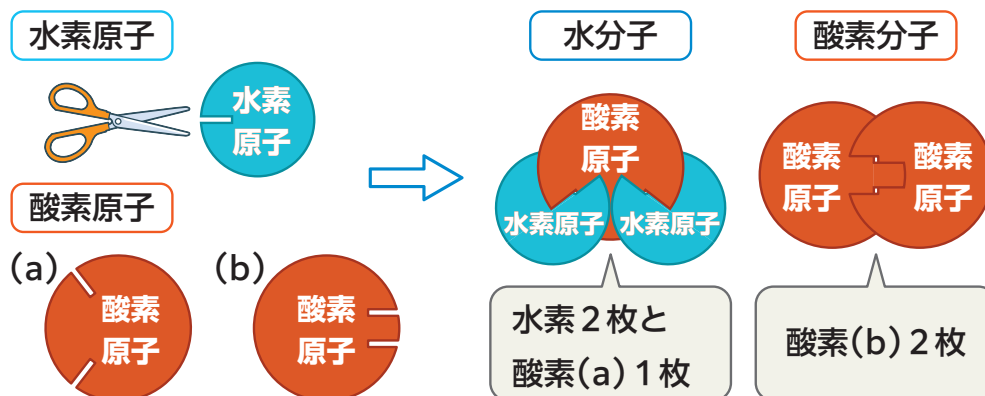 水素原子
水素
原子
酸素原子
(a)
酸素
原子
(b)
酸素
原子
水分子
酸素
原子
水素原子
水素原子
水素2枚と
酸素(a)1枚
酸素分子
酸素
原子
酸素
原子
酸素(b)2枚